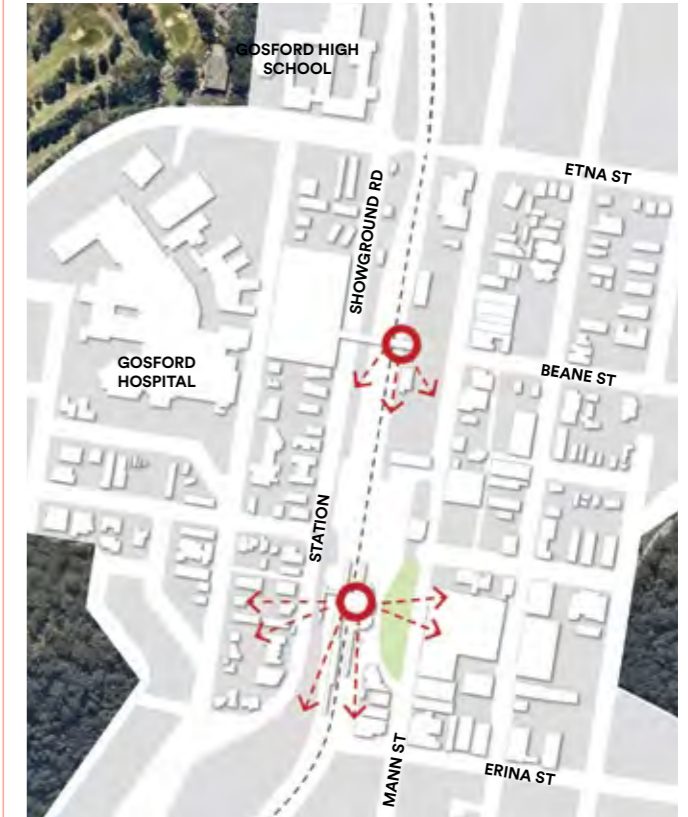 GOSFORD HIGH
SCHOOL
ETNA ST
SHOWGROUND RD
GOSFORD
HOSPITAL
BEANE ST
STATION
MANN ST
ERINA ST